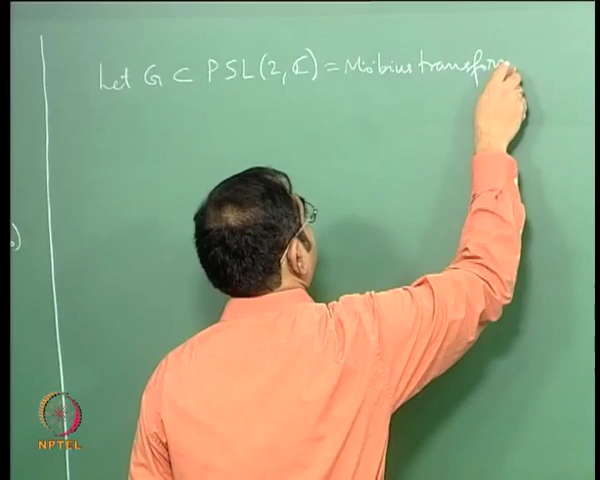 Let G ⊂ PSL(2, ℂ) = Möbius transform
)
NPTEL